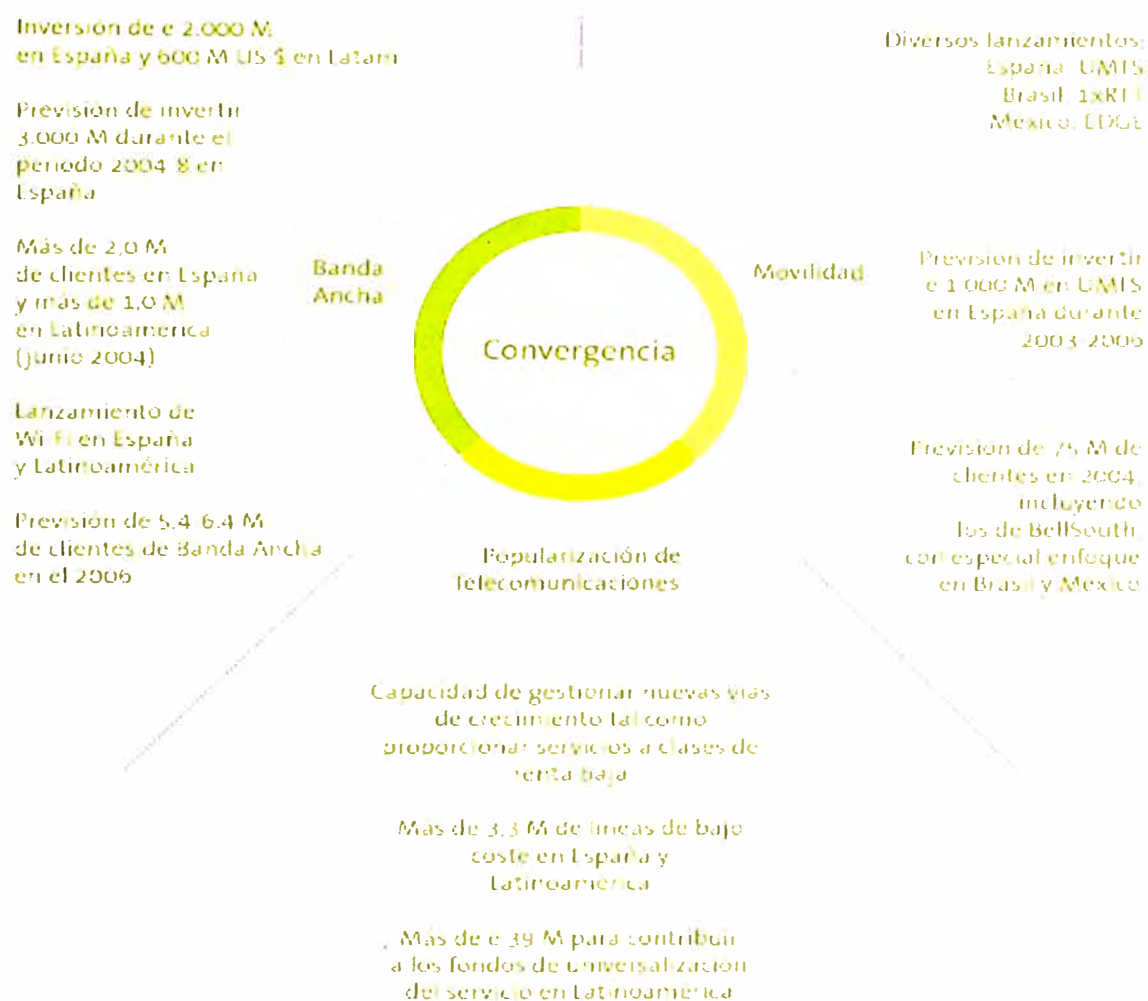 Inversión de e 2.000 M
en España y 600 M US $ en Latam
Previsión de invertir
3.000 M durante el
periodo 2004-8 en
España
Más de 2,0 M
de clientes en España
y más de 1,0 M
en Latinoamérica
(junio 2004)
Lanzamiento de
Wi-Fi en España
y Latinoamérica
Previsión de 5.4-6.4 M
de clientes de Banda Ancha
en el 2006
Banda
Ancha
Convergencia
Movilidad
Diversos lanzamientos:
España: UMTS
Brasil: 1xRTT
Mexico: EDGE
Prevision de invertir
e 1.000 M en UMTS
en España durante
2003-2006
Prevision de 75 M de
clientes en 2004,
incluyendo
los de BellSouth,
con especial enfoque
en Brasil y Mexico
Popularización de
Telecomunicaciones
Capacidad de gestionar nuevas vias
de crecimiento tal como
proporcionar servicios a clases de
renta baja
Más de 3,3 M de lineas de bajo
coste en España y
Latinoamérica
Más de e 39 M para contribuir
a los fondos de universalización
del servicio en Latinoamérica